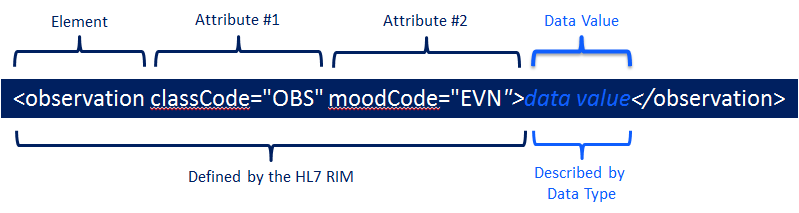 Element Attribute #1 Attribute #2 Data Value
<observation classCode="OBS" moodCode="EVN">data value</observation>
Defined by the HL7 RIM Described by
Data Type